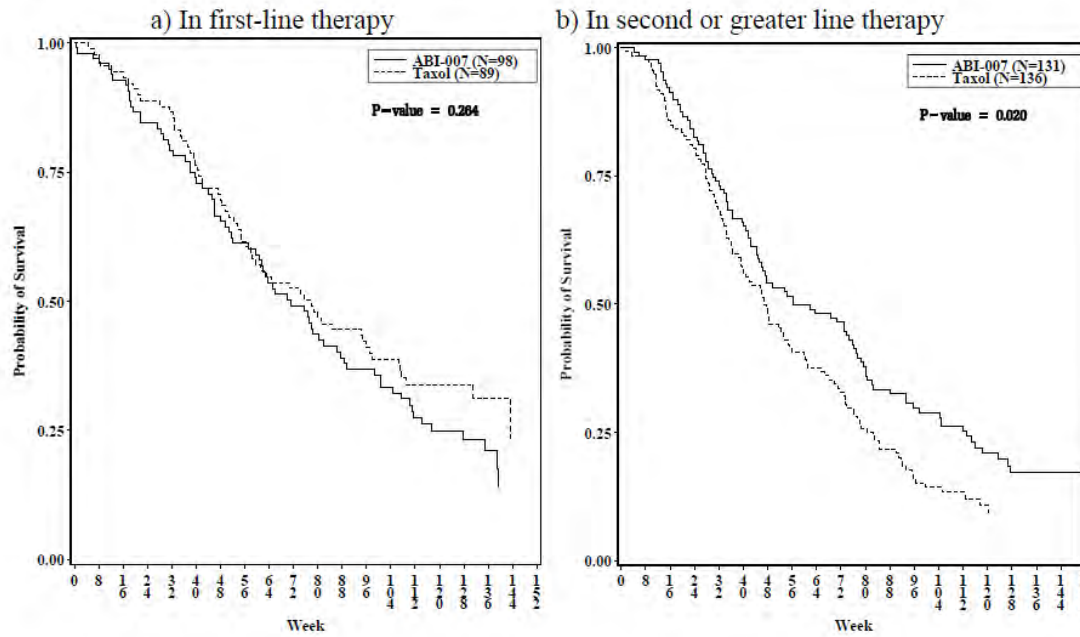 a) In first-line therapy
1.00
0.75
0.50
0.25
0.00
Probability of Survival
ABI-007 (N=98)
Taxol (N=89)
P-value = 0.264
0 8 16 24 32 40 48 56 64 72 80 88 96 104 112 120 128 136 144 152
Week
b) In second or greater line therapy
1.00
0.75
0.50
0.25
0.00
Probability of Survival
ABI-007 (N=131)
Taxol (N=136)
P-value = 0.020
0 8 16 24 32 40 48 56 64 72 80 88 96 104 112 120 128 136 144
Week